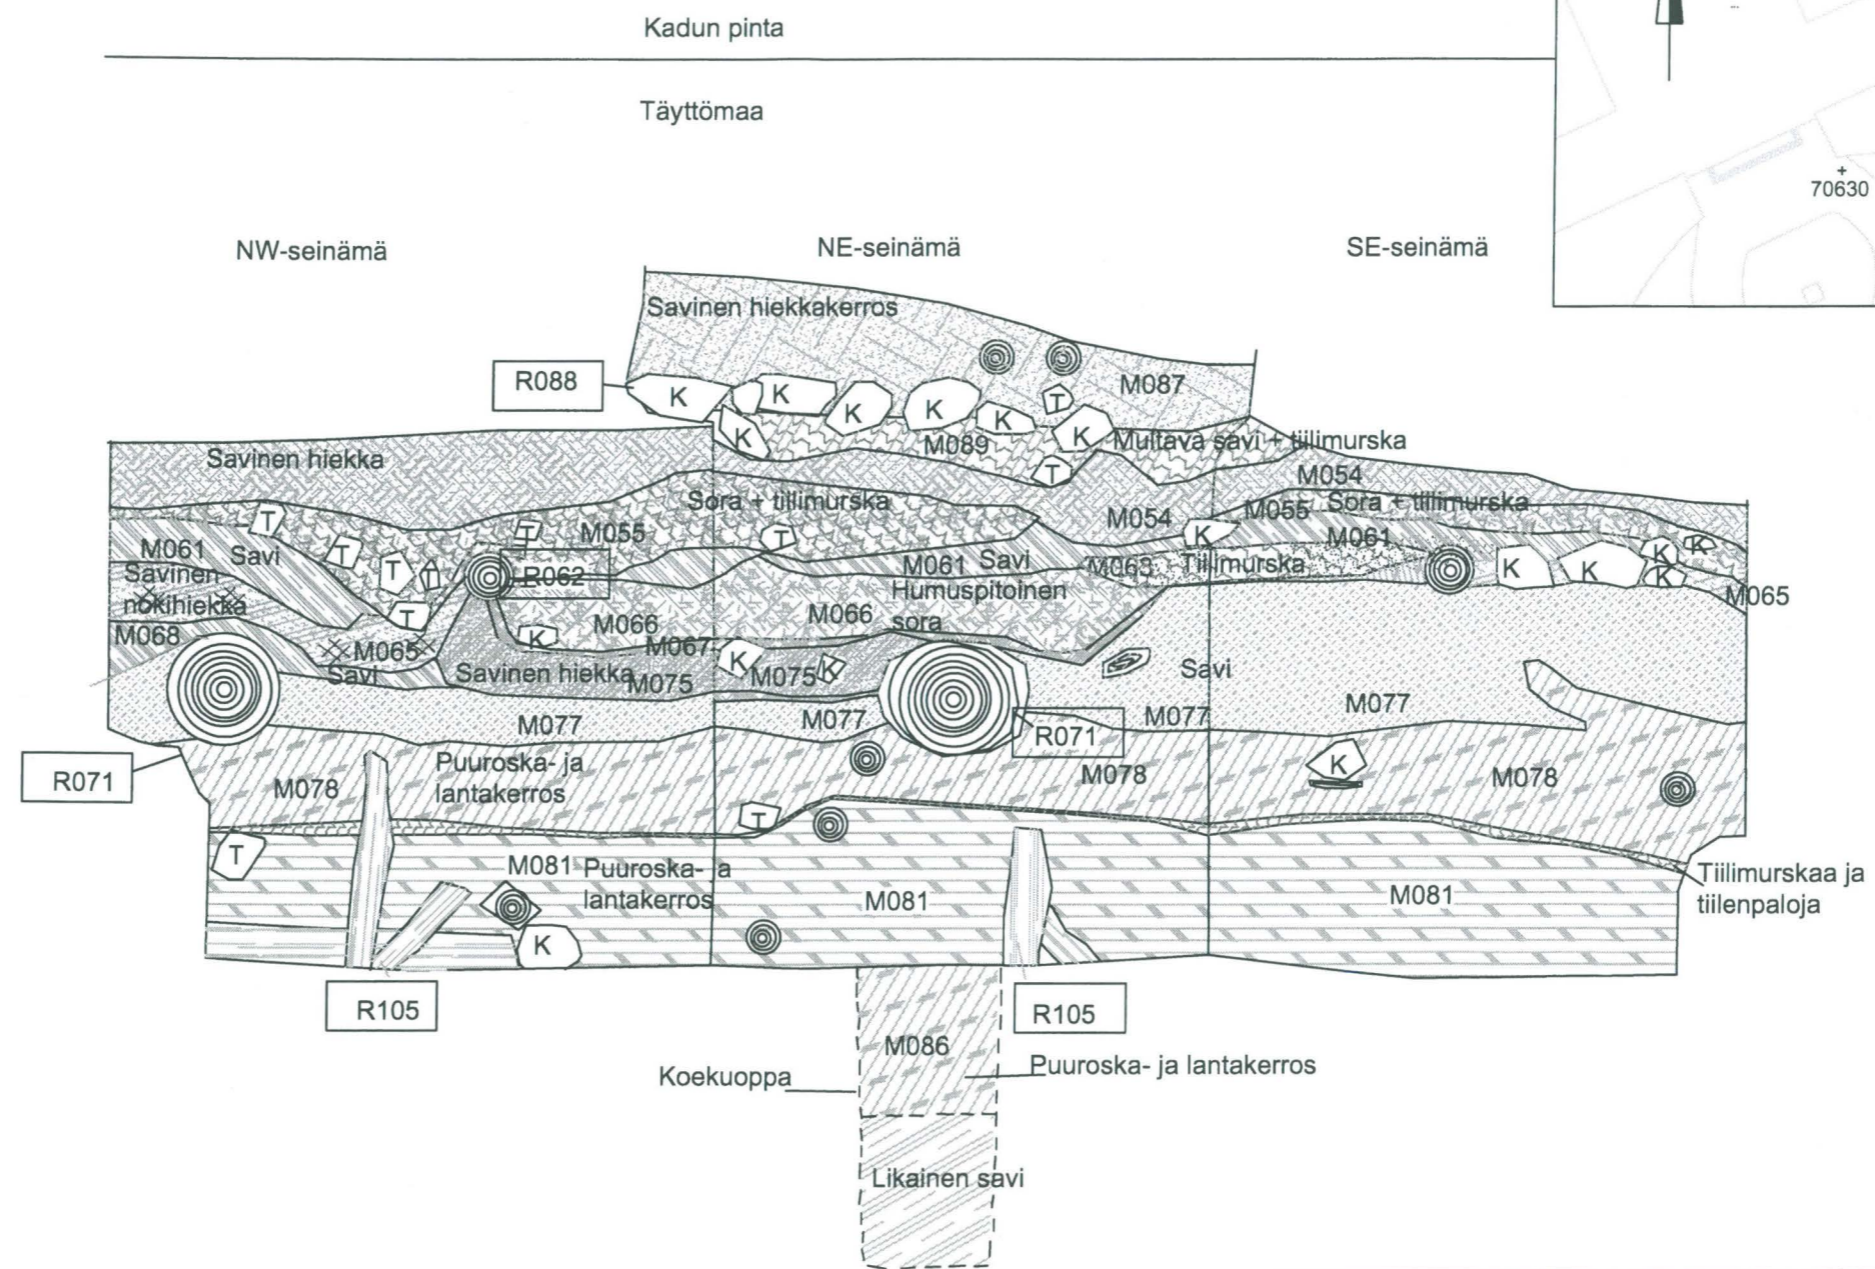 Kadun pinta
Täyttömaa
+
70630
NW-seinämä
NE-seinämä
SE-seinämä
Savinen hiekkakerros
R088
K
K
K
K
K
T
M087
K
K
M089
Multava savi + tiilimurska
T
Savinen hiekka
M054
Sora + tiilimurska
M055
Sora + tiilimurska
M054
T
T
M055
T
K
M061
K
K
M061
Savi
T
T
T
R062
M061 Savi
M063
Tiilimurska
K
K
K
Savinen
nokihiekka
T
Humuspitoinen
sora
M065
M068
M066
M066
K
M065
M067
K
K
Savi
Savinen hiekka
M075
M075
Savi
M077
M077
M077
M077
R071
R071
M078
Puuroska- ja
lantakerros
M078
K
M078
T
T
M081
Puuroska- ja
lantakerros
M081
M081
Tiilimurskaa ja
tiilenpaloja
K
R105
R105
M086
Koekuoppa
Puuroska- ja lantakerros
Likainen savi